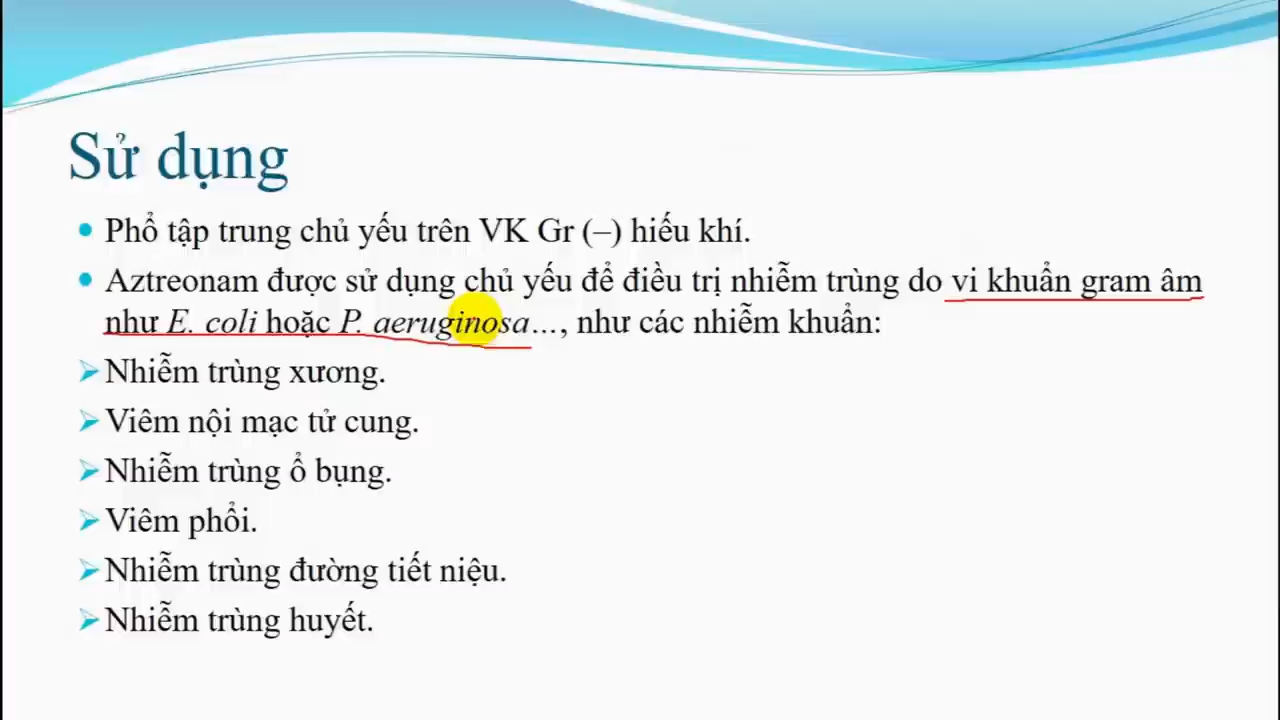 Sử dụng
Phổ tập trung chủ yếu trên VK Gr (–) hiếu khí.
Aztreonam được sử dụng chủ yếu để điều trị nhiễm trùng do vi khuẩn gram âm
như E. coli hoặc P. aeruginosa…, như các nhiễm khuẩn:
Nhiễm trùng xương.
Viêm nội mạc tử cung.
Nhiễm trùng ổ bụng.
Viêm phổi.
Nhiễm trùng đường tiết niệu.
Nhiễm trùng huyết.